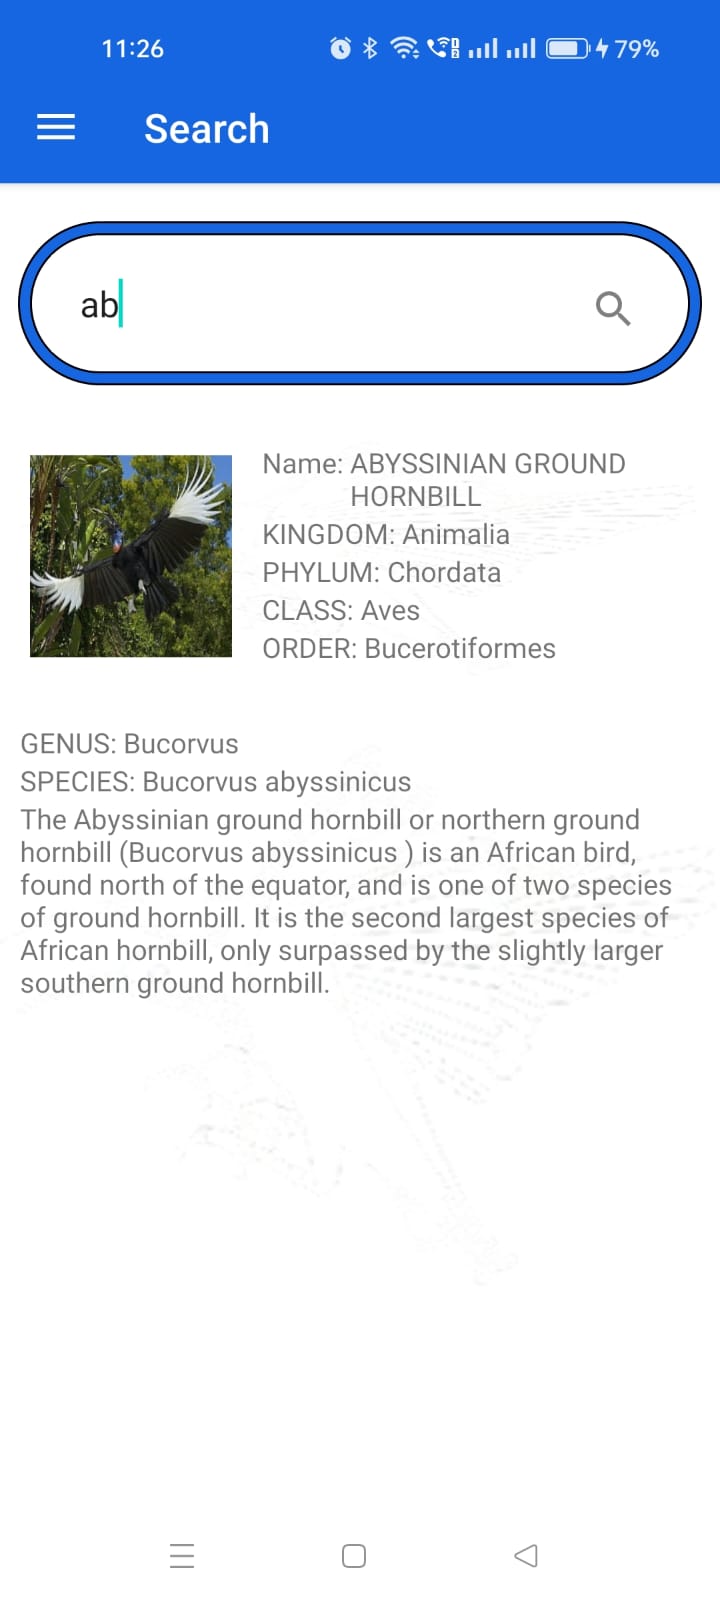 11:26
79%
Search
ab
Name: ABYSSINIAN GROUND
HORNBILL
KINGDOM: Animalia
PHYLUM: Chordata
CLASS: Aves
ORDER: Bucerotiformes
GENUS: Bucorvus
SPECIES: Bucorvus abyssinicus
The Abyssinian ground hornbill or northern ground
hornbill (Bucorvus abyssinicus ) is an African bird,
found north of the equator, and is one of two species
of ground hornbill. It is the second largest species of
African hornbill, only surpassed by the slightly larger
southern ground hornbill.